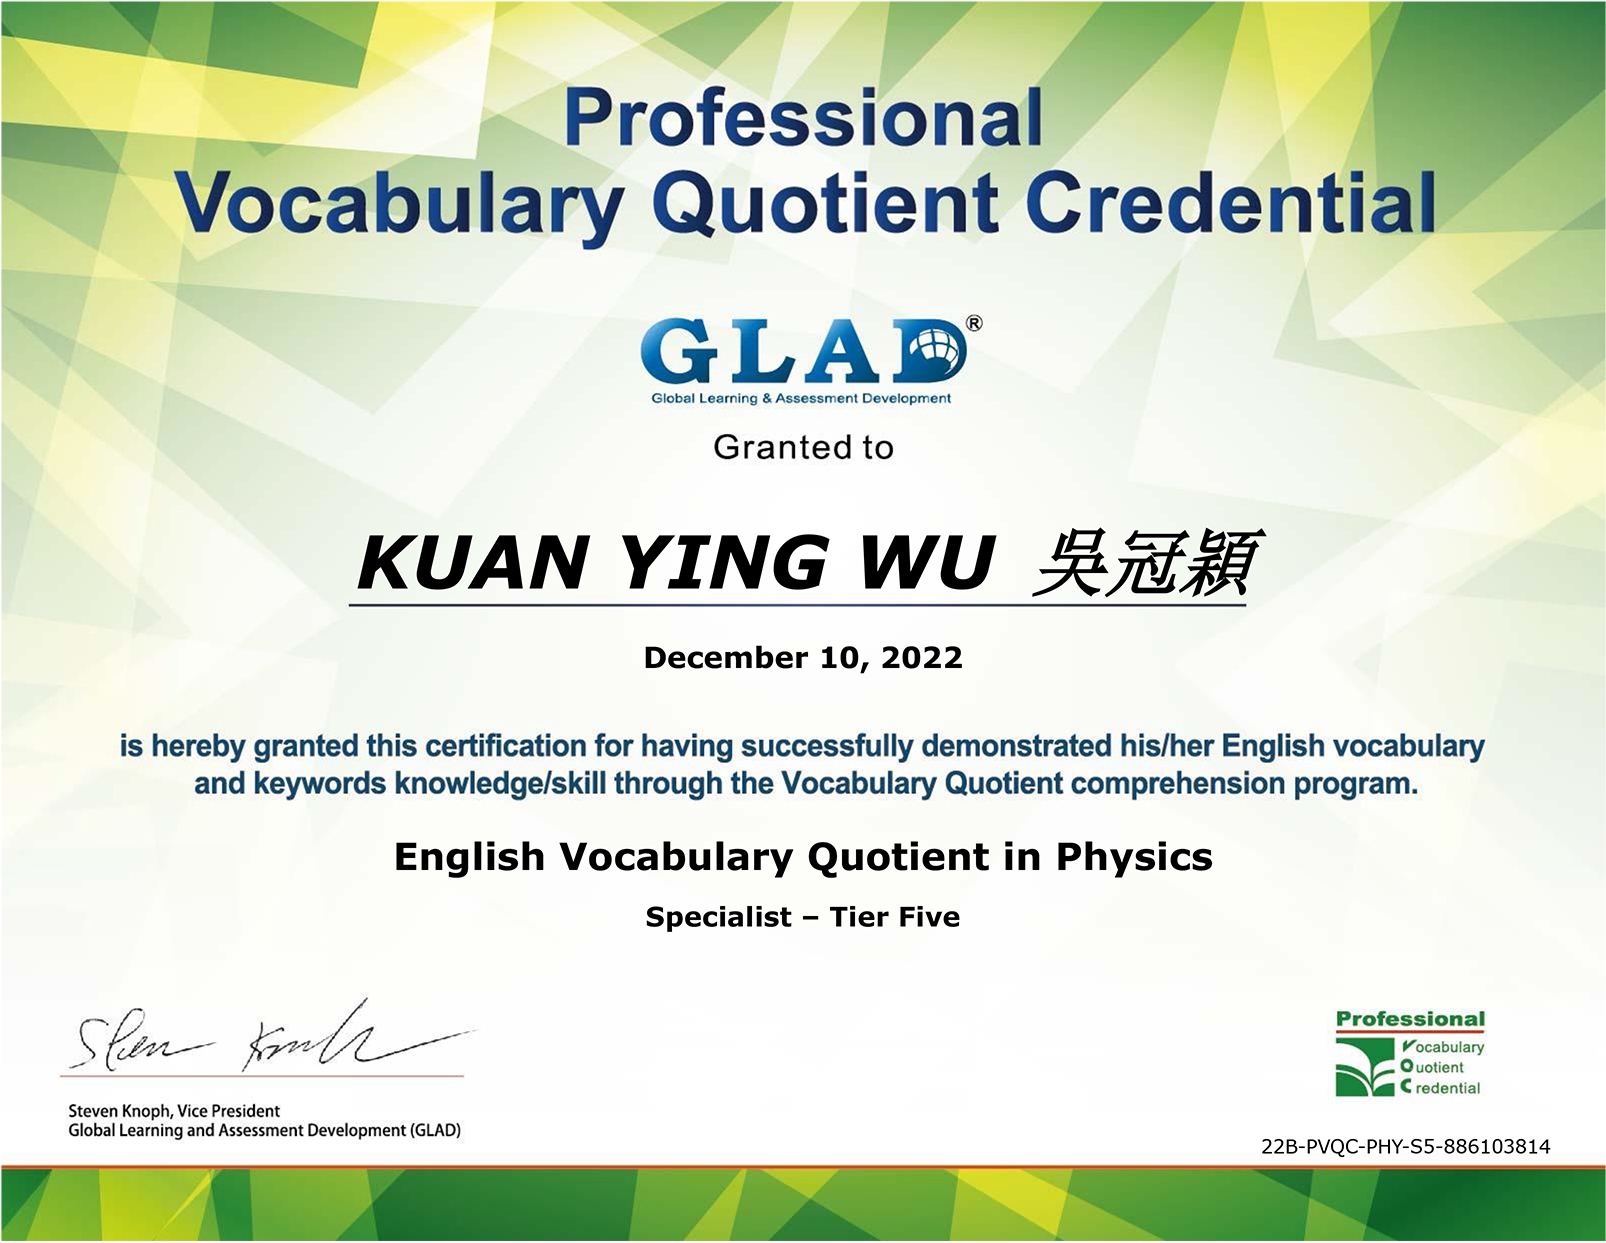 Professional
Vocabulary Quotient Credential
GLAD®
Global Learning & Assessment Development
Granted to
KUAN YING WU 吳冠穎
December 10, 2022
is hereby granted this certification for having successfully demonstrated his/her English vocabulary
and keywords knowledge/skill through the Vocabulary Quotient comprehension program.
English Vocabulary Quotient in Physics
Specialist – Tier Five
Steven Knoph
Steven Knoph, Vice President
Global Learning and Assessment Development (GLAD)
Professional
Vocabulary
Quotient
Credential
22B-PVQC-PHY-S5-886103814